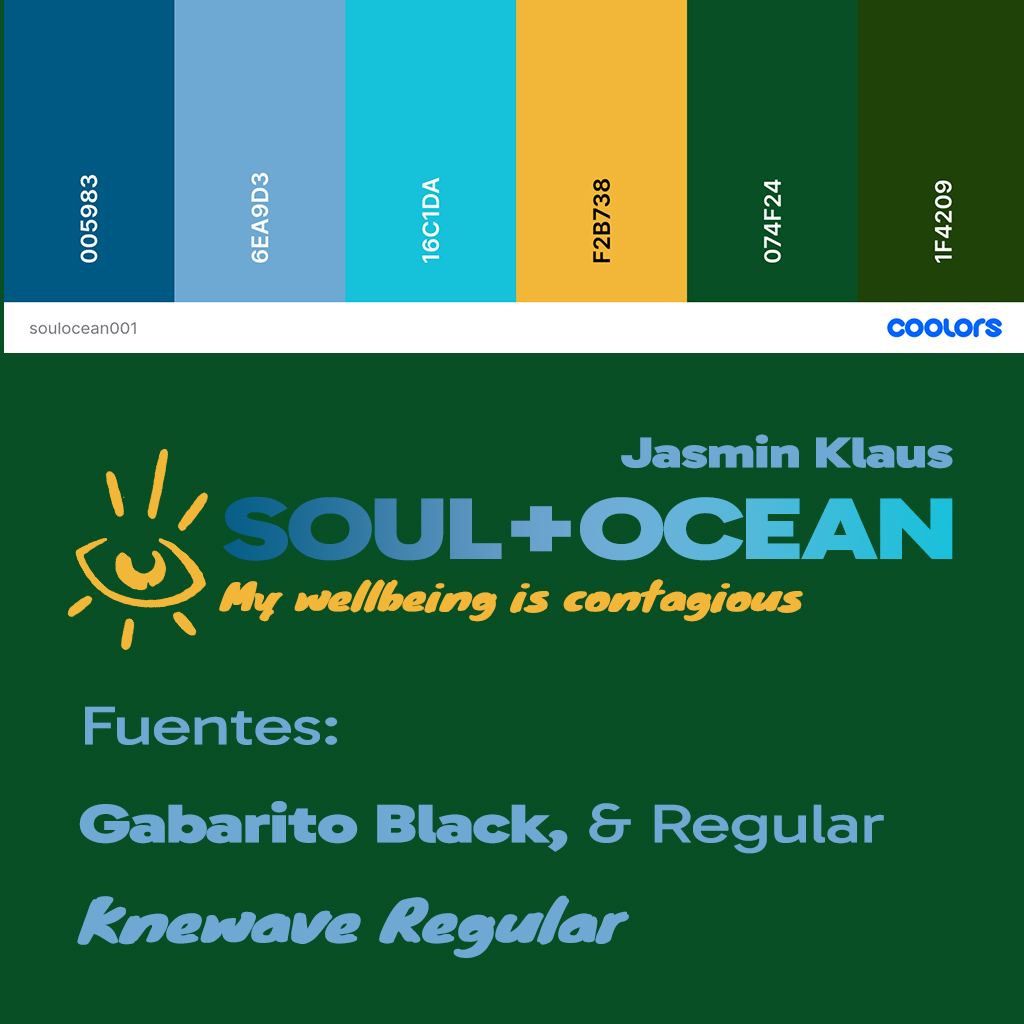 005983
6EA9D3
16C1DA
F2B738
074F24
1F4209
soulocean001
coolors
Jasmin Klaus
SOUL+OCEAN
My wellbeing is contagious
Fuentes:
Gabarito Black, & Regular
Knewave Regular